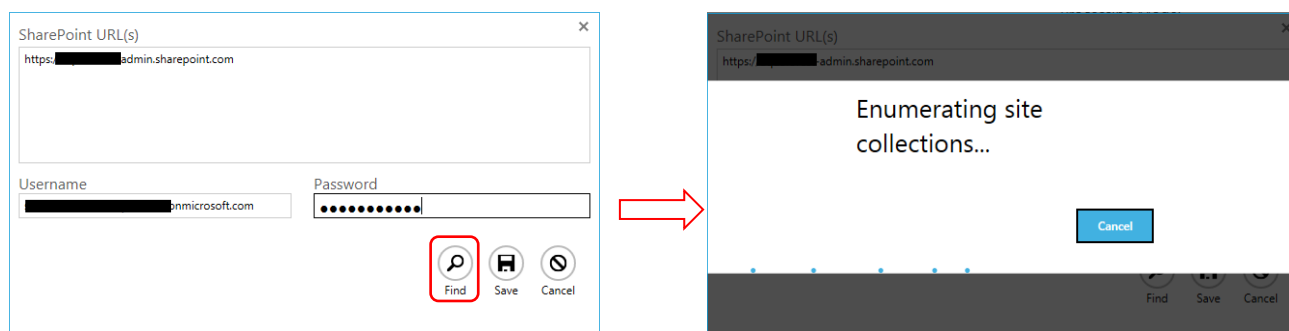 SharePoint URL(s)
https:/ admin.sharepoint.com
Username
onmicrosoft.com
Password
Find
Save
Cancel
SharePoint URL(s)
https:/ -admin.sharepoint.com
Enumerating site
collections...
Cancel
Find
Save
Cancel